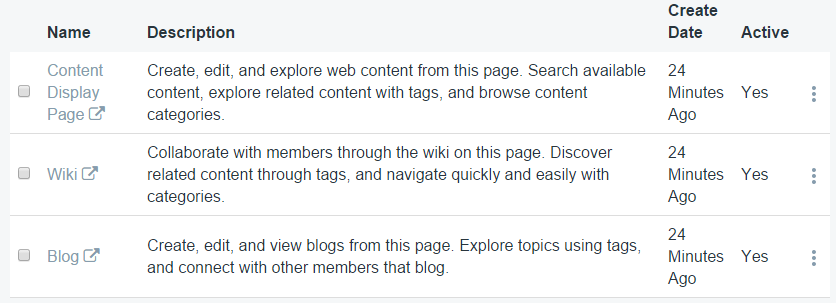 Name Description Create Date Active
Content Display Page
Create, edit, and explore web content from this page. Search available
content, explore related content with tags, and browse content
categories.
24 Minutes Ago
Yes
Wiki
Collaborate with members through the wiki on this page. Discover
related content through tags, and navigate quickly and easily with
categories.
24 Minutes Ago
Yes
Blog
Create, edit, and view blogs from this page. Explore topics using tags,
and connect with other members that blog.
24 Minutes Ago
Yes